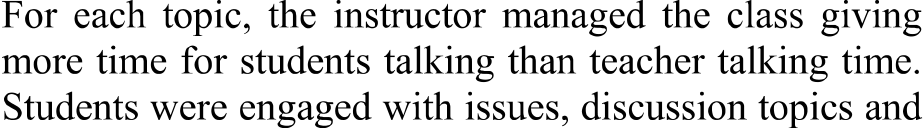 For each topic, the instructor managed the class giving
more time for students talking than teacher talking time.
Students were engaged with issues, discussion topics and